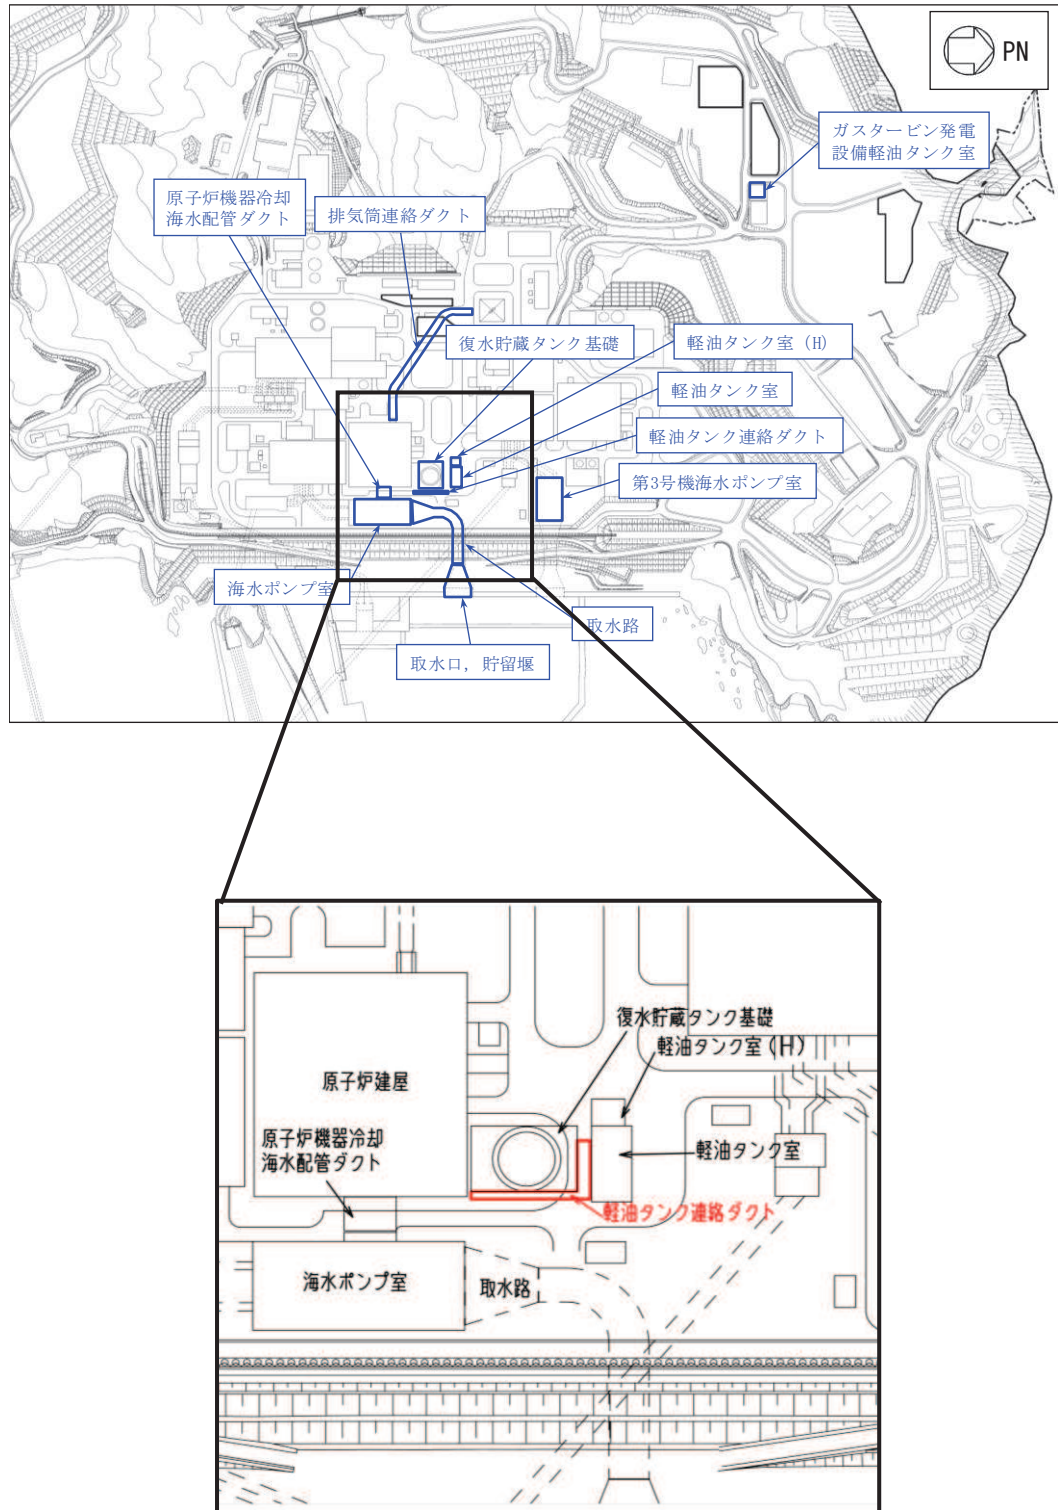 PN
ガスタービン発電
設備軽油タンク室
原子炉機器冷却
海水配管ダクト
排気筒連絡ダクト
復水貯蔵タンク基礎
軽油タンク室（H）
軽油タンク室
軽油タンク連絡ダクト
第3号機海水ポンプ室
海水ポンプ室
取水路
取水口，貯留堰
復水貯蔵タンク基礎
軽油タンク室(H)
原子炉建屋
原子炉機器冷却
海水配管ダクト
軽油タンク室
軽油タンク連絡ダクト
海水ポンプ室
取水路